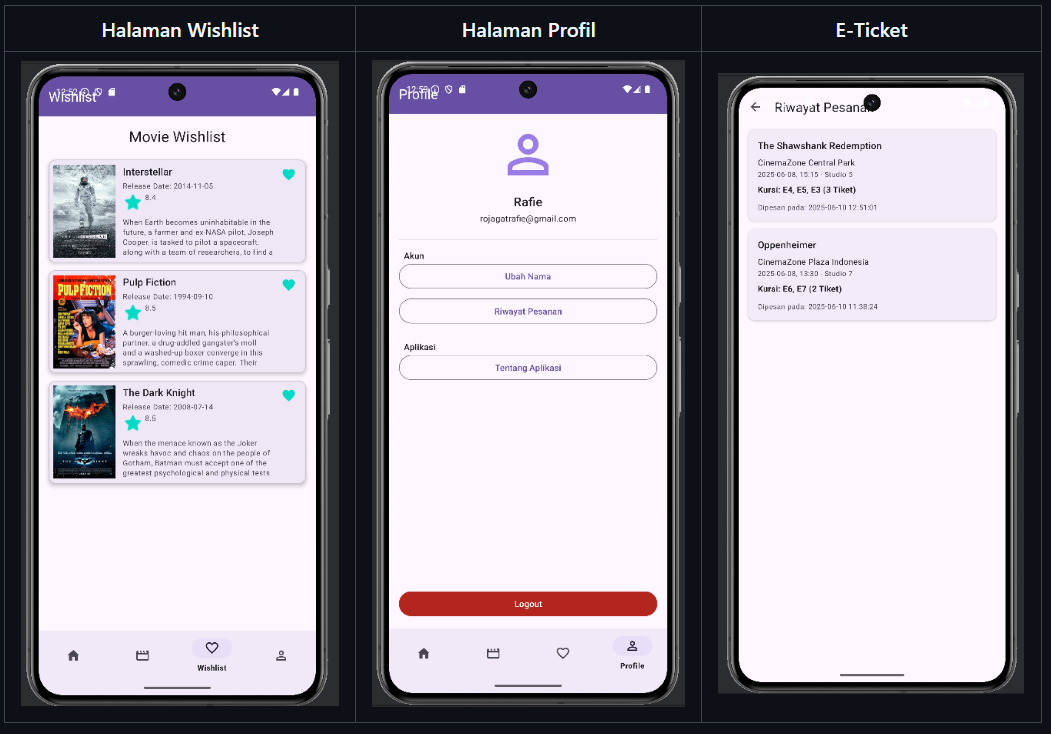 Halaman Wishlist
Halaman Profil
E-Ticket
Wishlist
Movie Wishlist
Interstellar
Release Date: 2014-11-05
8.4
When Earth becomes uninhabitable in the
future, a farmer and ex-NASA pilot, Joseph
Cooper, is tasked to pilot a spacecraft,
along with a team of researchers, to find a
PULP FICTION
Pulp Fiction
Release Date: 1994-09-10
8.5
A burger-loving hit man, his philosophical
partner, a drug-addled gangster's moll
and a washed-up boxer converge in this
sprawling, comedic crime caper. Their
The Dark Knight
Release Date: 2008-07-14
8.5
When the menace known as the Joker
wreaks havoc and chaos on the people of
Gotham, Batman must accept one of the
greatest psychological and physical tests
Wishlist
Profile
Rafie
rojagatrafie@gmail.com
Akun
Ubah Nama
Riwayat Pesanan
Aplikasi
Tentang Aplikasi
Logout
Profile
Riwayat Pesanan
The Shawshank Redemption
CinemaZone Central Park
2025-06-08, 15:15 - Studio 5
Kursi: E4, E5, E3 (3 Tiket)
Dipesan pada: 2025-06-10 12:51:01
Oppenheimer
CinemaZone Plaza Indonesia
2025-06-08, 13:30 - Studio 7
Kursi: E6, E7 (2 Tiket)
Dipesan pada: 2025-06-10 11:38:24